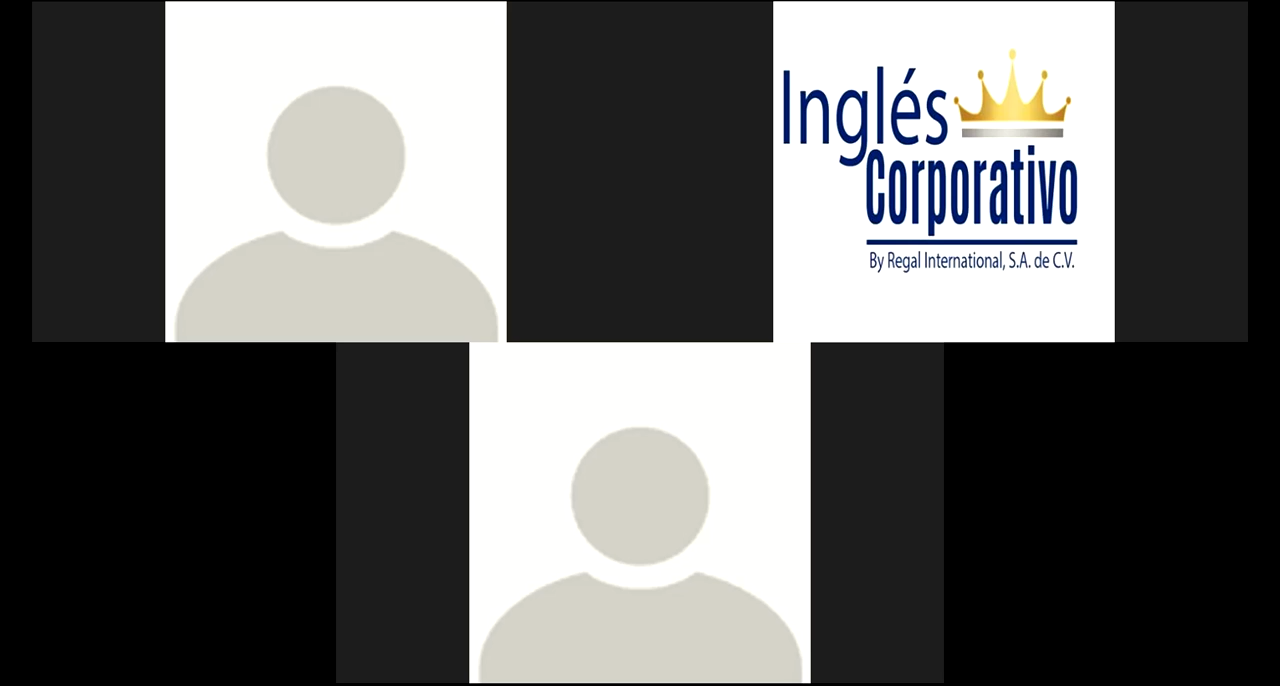 Inglés
Corporativo
By Regal International, S.A. de C.V.